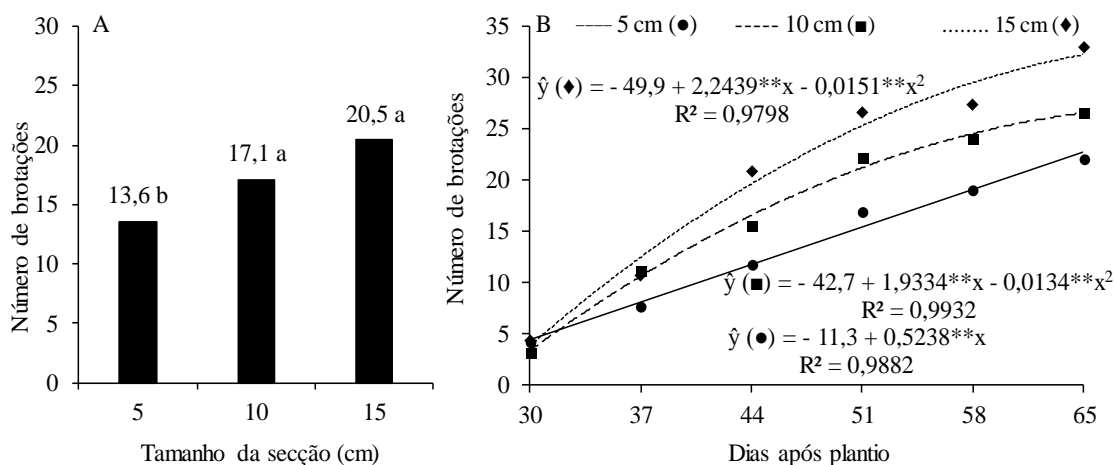 A
Número de brotações
30
25
20
15
10
5
0
13,6 b
17,1 a
20,5 a
5 10 15
Tamanho da secção (cm)
B
5 cm (●) 10 cm (■) 15 cm (♦)
Número de brotações
35
30
25
20
15
10
5
0
ŷ (♦) = - 49,9 + 2,2439**x - 0,0151**x²
R² = 0,9798
ŷ (■) = - 42,7 + 1,9334**x - 0,0134**x²
R² = 0,9932
ŷ (●) = - 11,3 + 0,5238**x
R² = 0,9882
30 37 44 51 58 65
Dias após plantio